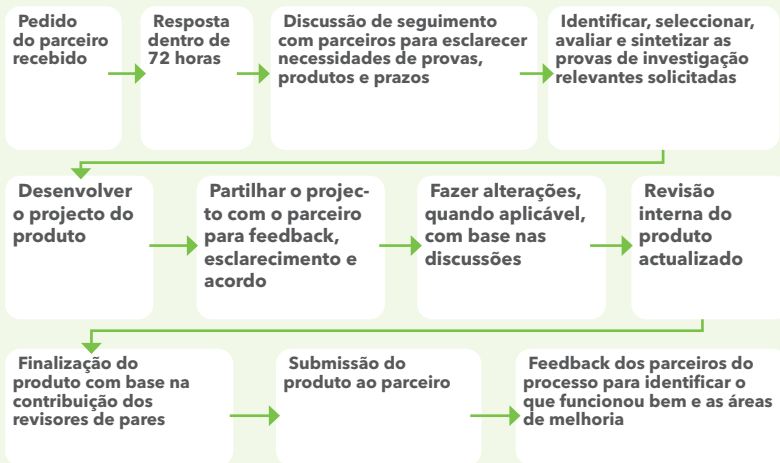 Pedido
do parceiro
recebido
Resposta
dentro de
72 horas
Discussão de seguimento
com parceiros para esclarecer
necessidades de provas,
produtos e prazos
Identificar, seleccionar,
avaliar e sintetizar as
provas de investigação
relevantes solicitadas
Desenvolver
o projecto do
produto
Partilhar o projec-
to com o parceiro
para feedback,
esclarecimento e
acordo
Fazer alterações,
quando aplicável,
com base nas
discussões
Revisão
interna do
produto
actualizado
Finalização do
produto com base na
contribuição dos
revisores de pares
Submissão do
produto ao parceiro
Feedback dos parceiros do
processo para identificar o
que funcionou bem e as áreas
de melhoria